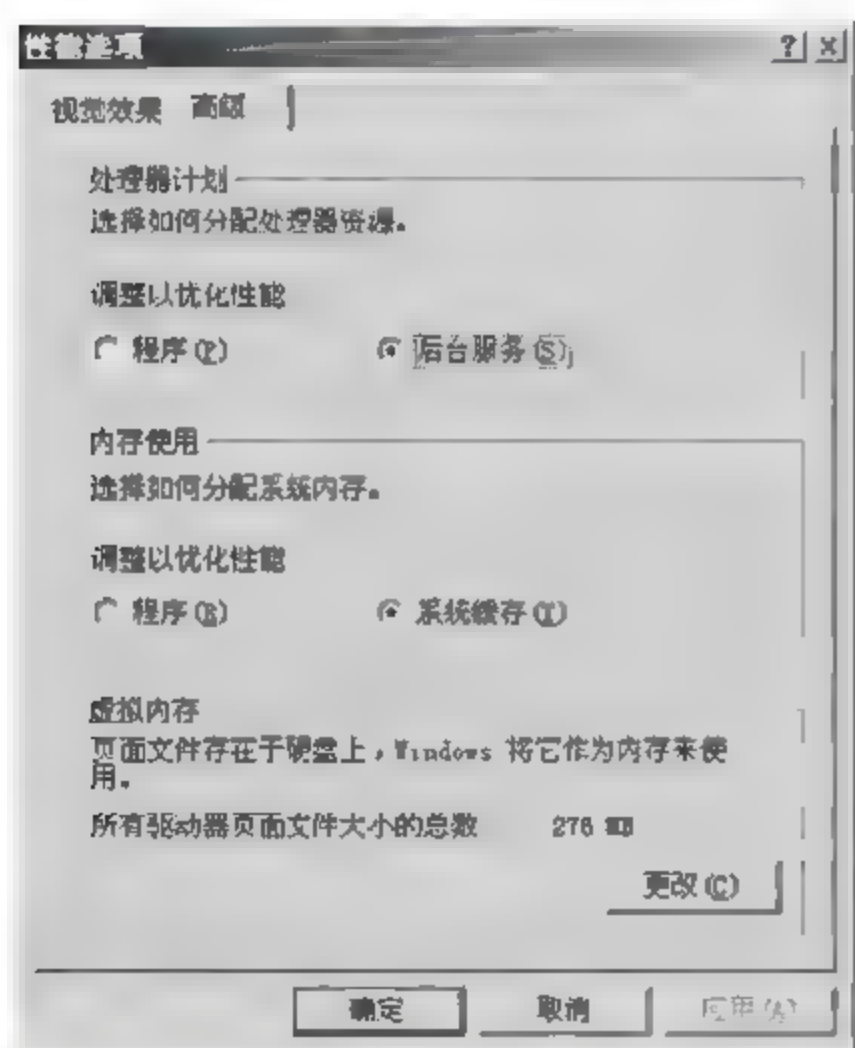 性能选项
视觉效果 高级
处理器计划
选择如何分配处理器资源。
调整以优化性能
程序(P) 后台服务(S)
内存使用
选择如何分配系统内存。
调整以优化性能
程序(R) 系统缓存(T)
虚拟内存
页面文件存在于硬盘上，Windows 将它作为内存来使
用。
所有驱动器页面文件大小的总数 276 MB
更改(C)
确定 取消 应用(A)